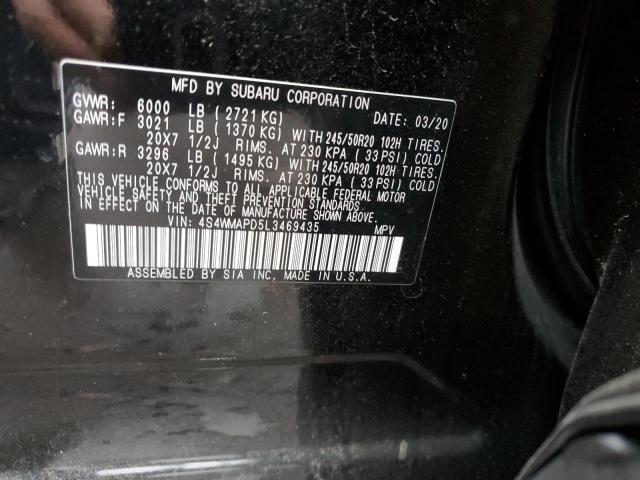 MFD BY SUBARU CORPORATION
GVWR: 6000 LB ( 2721 KG) DATE: 03/20
GAWR:F 3021 LB ( 1370 KG) WITH 245/50R20 102H TIRES.
20X7 1/2J RIMS. AT 230 KPA ( 33 PSI) COLD
GAWR:R 3296 LB ( 1495 KG) WITH 245/50R20 102H TIRES.
20X7 1/2J RIMS. AT 230 KPA ( 33 PSI) COLD
THIS VEHICLE CONFORMS TO ALL APPLICABLE FEDERAL MOTOR
VEHICLE SAFETY AND THEFT PREVENTION STANDARDS
IN EFFECT ON THE DATE OF MANUFACTURE SHOWN ABOVE.
VIN: 4S4WMAPD5L3469435 MPV
ASSEMBLED BY SIA INC. MADE IN U.S.A.